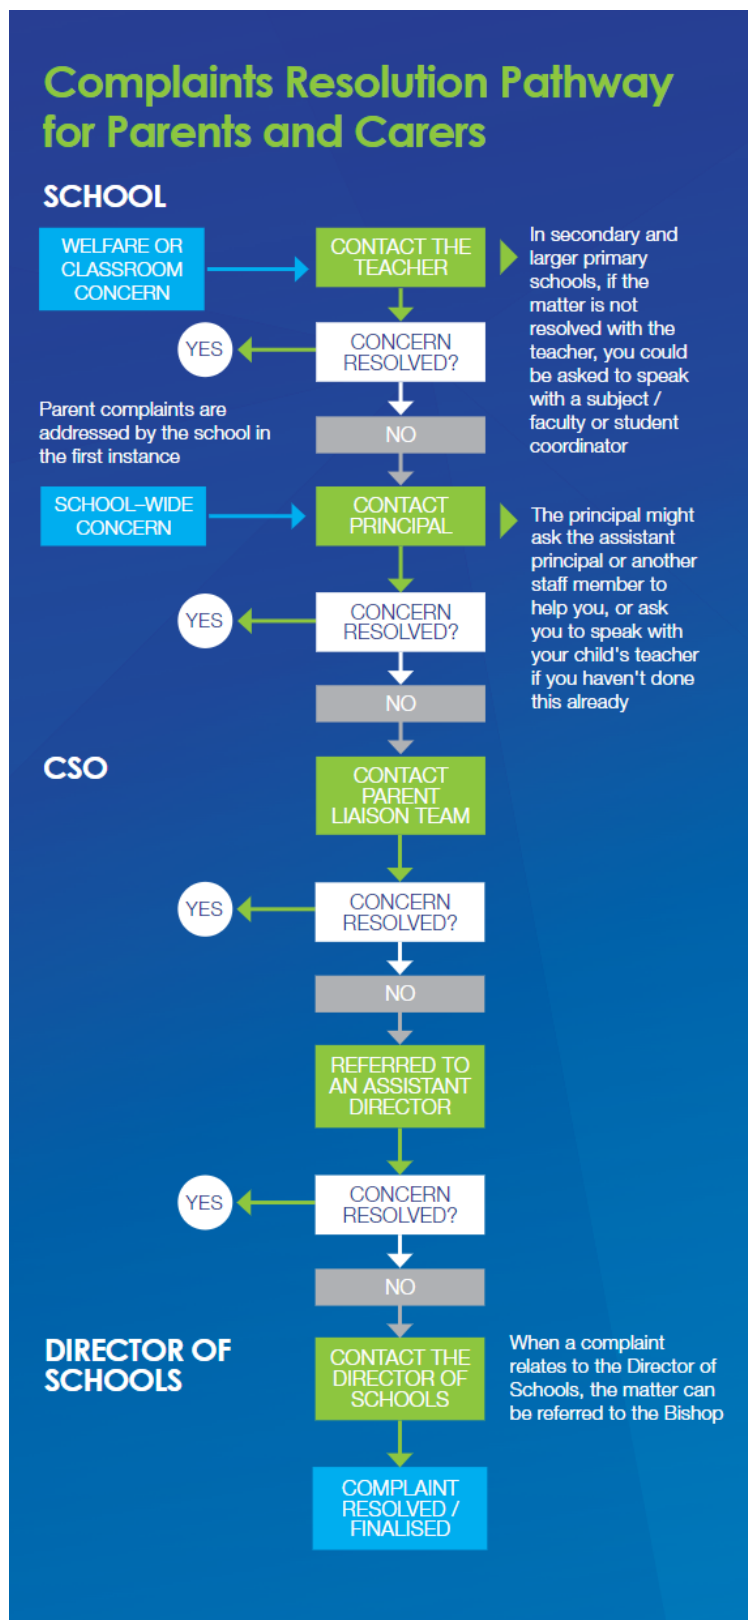 Complaints Resolution Pathway
for Parents and Carers
SCHOOL
WELFARE OR
CLASSROOM
CONCERN
CONTACT THE
TEACHER
In secondary and
larger primary
schools, if the
matter is not
resolved with the
teacher, you could
be asked to speak
with a subject /
faculty or student
coordinator
YES
CONCERN
RESOLVED?
Parent complaints are
addressed by the school in
the first instance
NO
SCHOOL–WIDE
CONCERN
CONTACT
PRINCIPAL
The principal might
ask the assistant
principal or another
staff member to
help you, or ask
you to speak with
your child's teacher
if you haven't done
this already
YES
CONCERN
RESOLVED?
NO
CSO
CONTACT
PARENT
LIAISON TEAM
YES
CONCERN
RESOLVED?
NO
REFERRED TO
AN ASSISTANT
DIRECTOR
YES
CONCERN
RESOLVED?
NO
DIRECTOR OF
SCHOOLS
CONTACT THE
DIRECTOR OF
SCHOOLS
When a complaint
relates to the Director of
Schools, the matter can
be referred to the Bishop
COMPLAINT
RESOLVED /
FINALISED